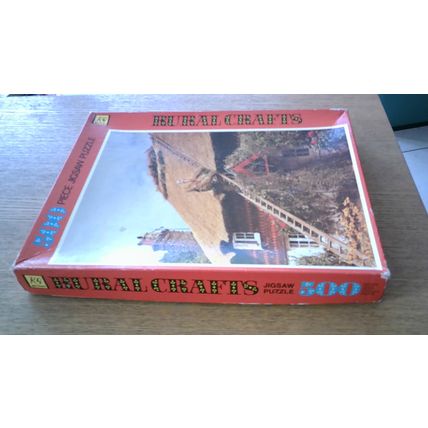 RURAL CRAFTS
500 PIECE JIGSAW PUZZLE
RURAL CRAFTS
JIGSAW
PUZZLE
500